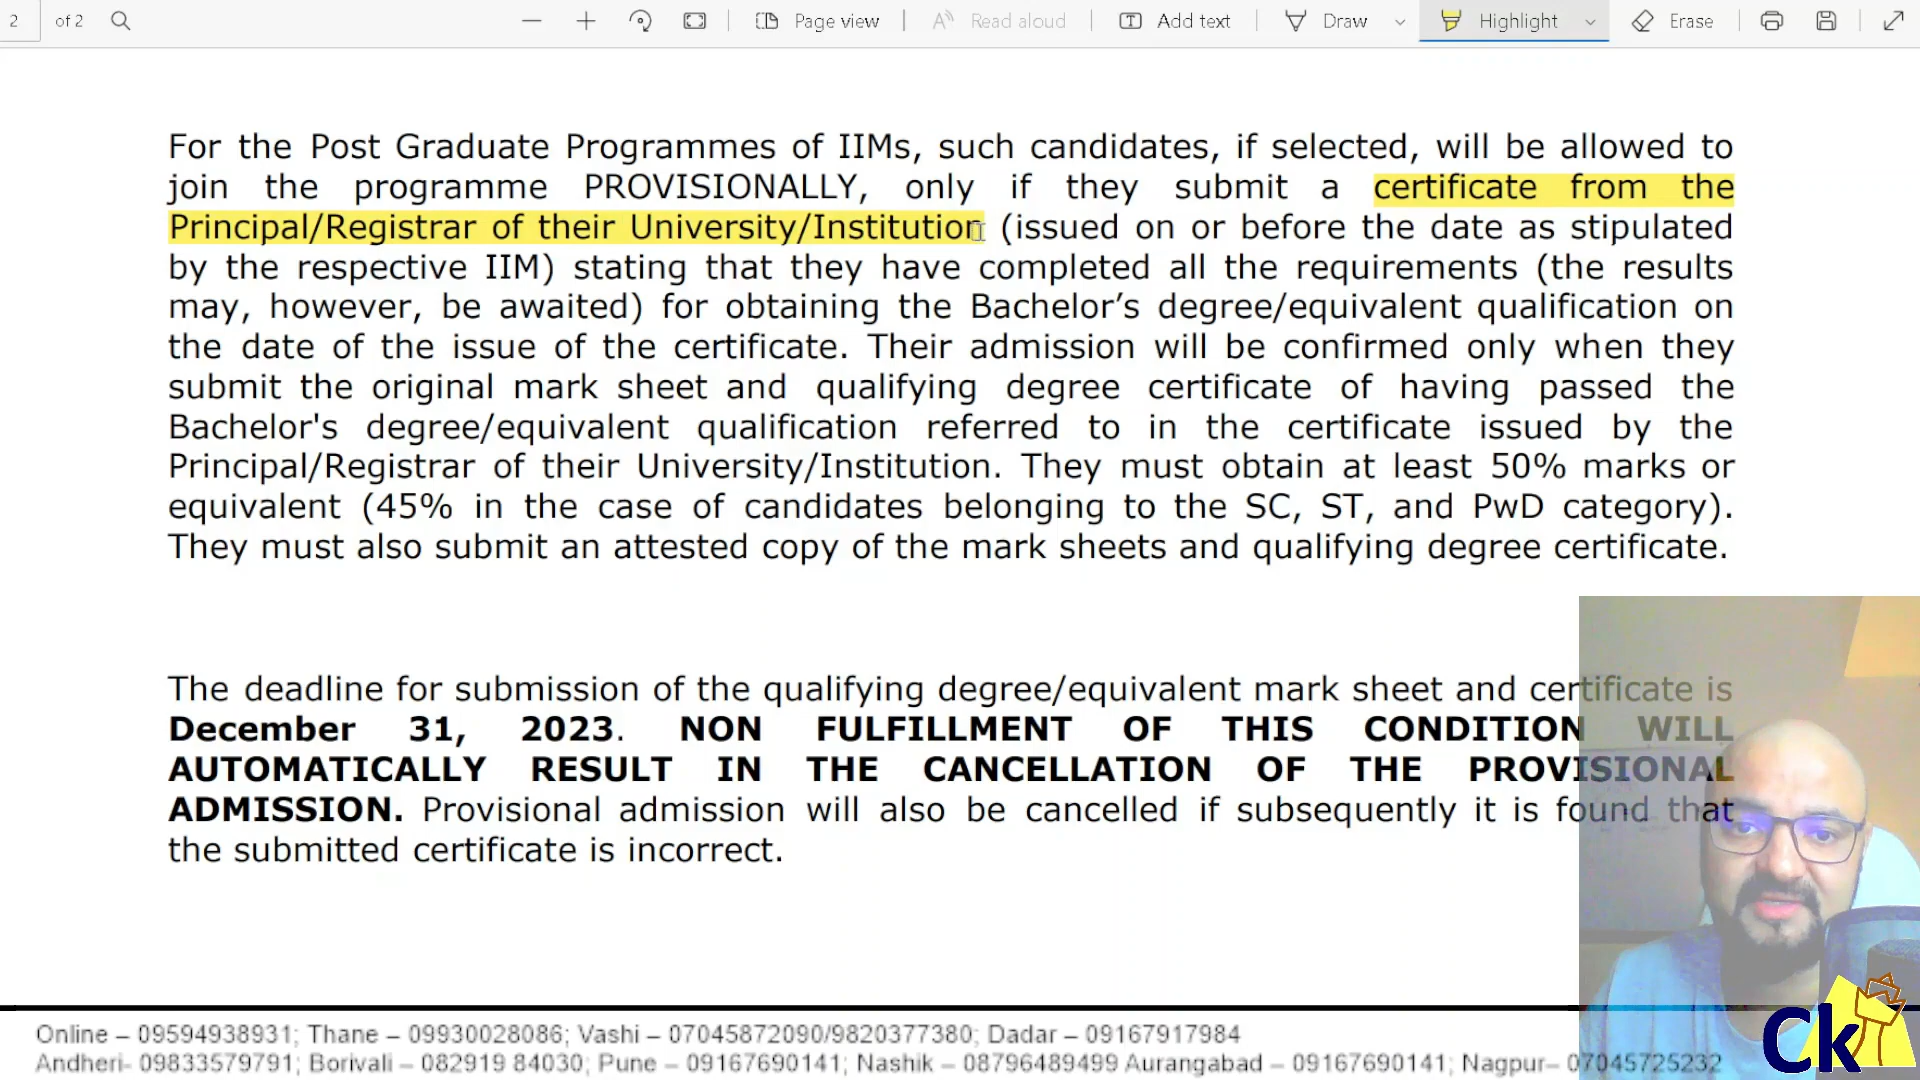 2 of 2 Page view Read aloud Add text Draw Highlight Erase
For the Post Graduate Programmes of IIMs, such candidates, if selected, will be allowed to
join the programme PROVISIONALLY, only if they submit a certificate from the
Principal/Registrar of their University/Institution (issued on or before the date as stipulated
by the respective IIM) stating that they have completed all the requirements (the results
may, however, be awaited) for obtaining the Bachelor’s degree/equivalent qualification on
the date of the issue of the certificate. Their admission will be confirmed only when they
submit the original mark sheet and qualifying degree certificate of having passed the
Bachelor's degree/equivalent qualification referred to in the certificate issued by the
Principal/Registrar of their University/Institution. They must obtain at least 50% marks or
equivalent (45% in the case of candidates belonging to the SC, ST, and PwD category).
They must also submit an attested copy of the mark sheets and qualifying degree certificate.
The deadline for submission of the qualifying degree/equivalent mark sheet and certificate is
December 31, 2023. NON FULFILLMENT OF THIS CONDITION WILL
AUTOMATICALLY RESULT IN THE CANCELLATION OF THE PROVISIONAL
ADMISSION. Provisional admission will also be cancelled if subsequently it is found that
the submitted certificate is incorrect.
Online – 09594938931; Thane – 09930028086; Vashi – 07045872090/9820377380; Dadar – 09167917984
Andheri- 09833579791; Borivali – 082919 84030; Pune – 09167690141; Nashik – 08796489499 Aurangabad – 09167690141; Nagpur– 07045725232
Ck